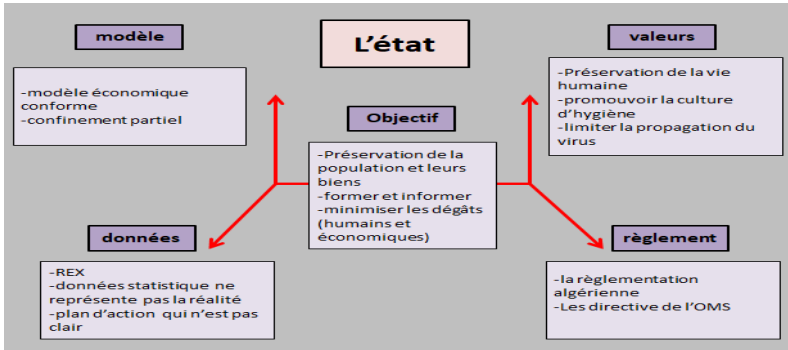 modèle
L'état
valeurs
-modèle économique
conforme
-confinement partiel
-Préservation de la vie
humaine
-promouvoir la culture
d'hygiène
-limiter la propagation du
virus
Objectif
-Préservation de la
population et leurs
biens
-former et informer
-minimiser les dégâts
(humains et
économiques)
données
règlement
-REX
-données statistique ne
représente pas la réalité
-plan d'action qui n'est pas
clair
-la règlementation
algérienne
-Les directive de l'OMS